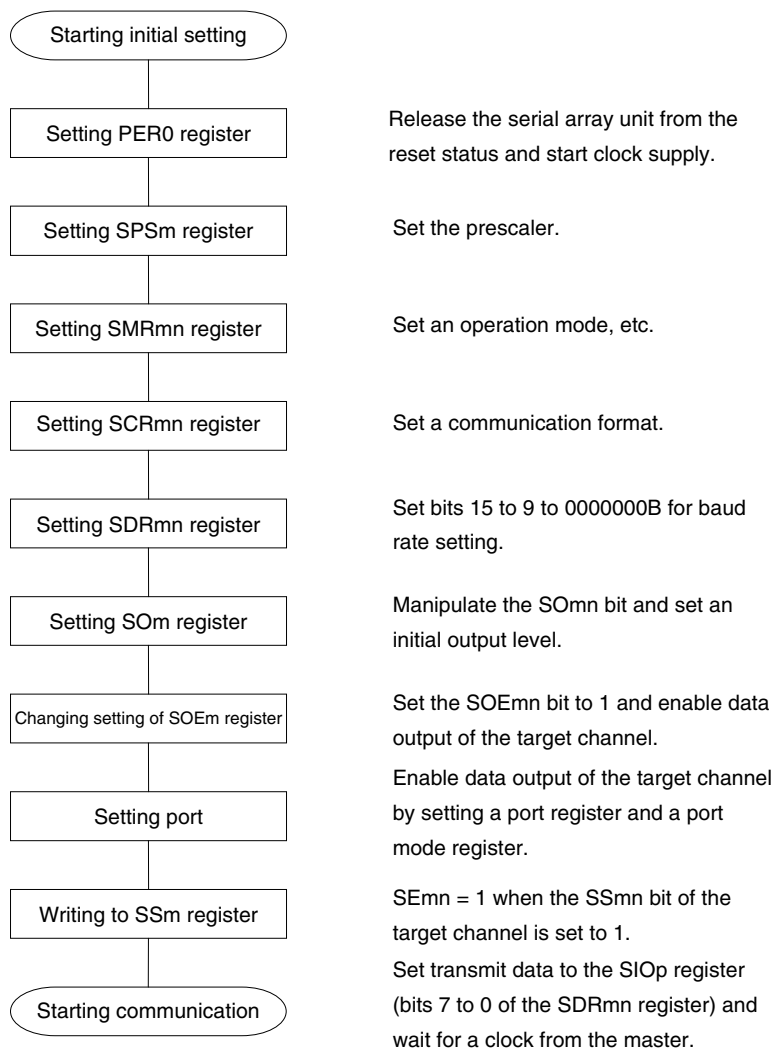 Starting initial setting
Setting PER0 register
Release the serial array unit from the
reset status and start clock supply.
Setting SPSm register
Set the prescaler.
Setting SMRmn register
Set an operation mode, etc.
Setting SCRmn register
Set a communication format.
Setting SDRmn register
Set bits 15 to 9 to 0000000B for baud
rate setting.
Setting SOm register
Manipulate the SOmn bit and set an
initial output level.
Changing setting of SOEm register
Set the SOEmn bit to 1 and enable data
output of the target channel.
Setting port
Enable data output of the target channel
by setting a port register and a port
mode register.
Writing to SSm register
SEmn = 1 when the SSmn bit of the
target channel is set to 1.
Starting communication
Set transmit data to the SIOp register
(bits 7 to 0 of the SDRmn register) and
wait for a clock from the master.